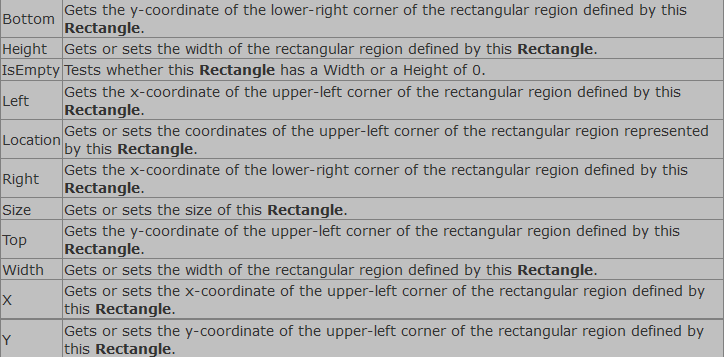 Bottom Gets the y-coordinate of the lower-right corner of the rectangular region defined by this
Rectangle.
Height Gets or sets the width of the rectangular region defined by this Rectangle.
IsEmpty Tests whether this Rectangle has a Width or a Height of 0.
Left Gets the x-coordinate of the upper-left corner of the rectangular region defined by this
Rectangle.
Location Gets or sets the coordinates of the upper-left corner of the rectangular region represented
by this Rectangle.
Right Gets the x-coordinate of the lower-right corner of the rectangular region defined by this
Rectangle.
Size Gets or sets the size of this Rectangle.
Top Gets the y-coordinate of the upper-left corner of the rectangular region defined by this
Rectangle.
Width Gets or sets the width of the rectangular region defined by this Rectangle.
X Gets or sets the x-coordinate of the upper-left corner of the rectangular region defined by
this Rectangle.
Y Gets or sets the y-coordinate of the upper-left corner of the rectangular region defined by
this Rectangle.